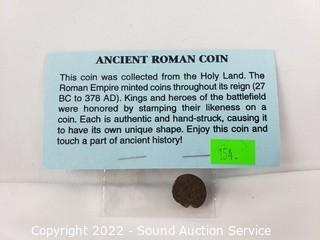 ANCIENT ROMAN COIN
This coin was collected from the Holy Land. The
Roman Empire minted coins throughout its reign (27
BC to 378 AD). Kings and heroes of the battlefield
were honored by stamping their likeness on a
coin. Each is authentic and hand-struck, causing it
to have its own unique shape. Enjoy this coin and
touch a part of ancient history!
154.
Copyright 2022 - Sound Auction Service